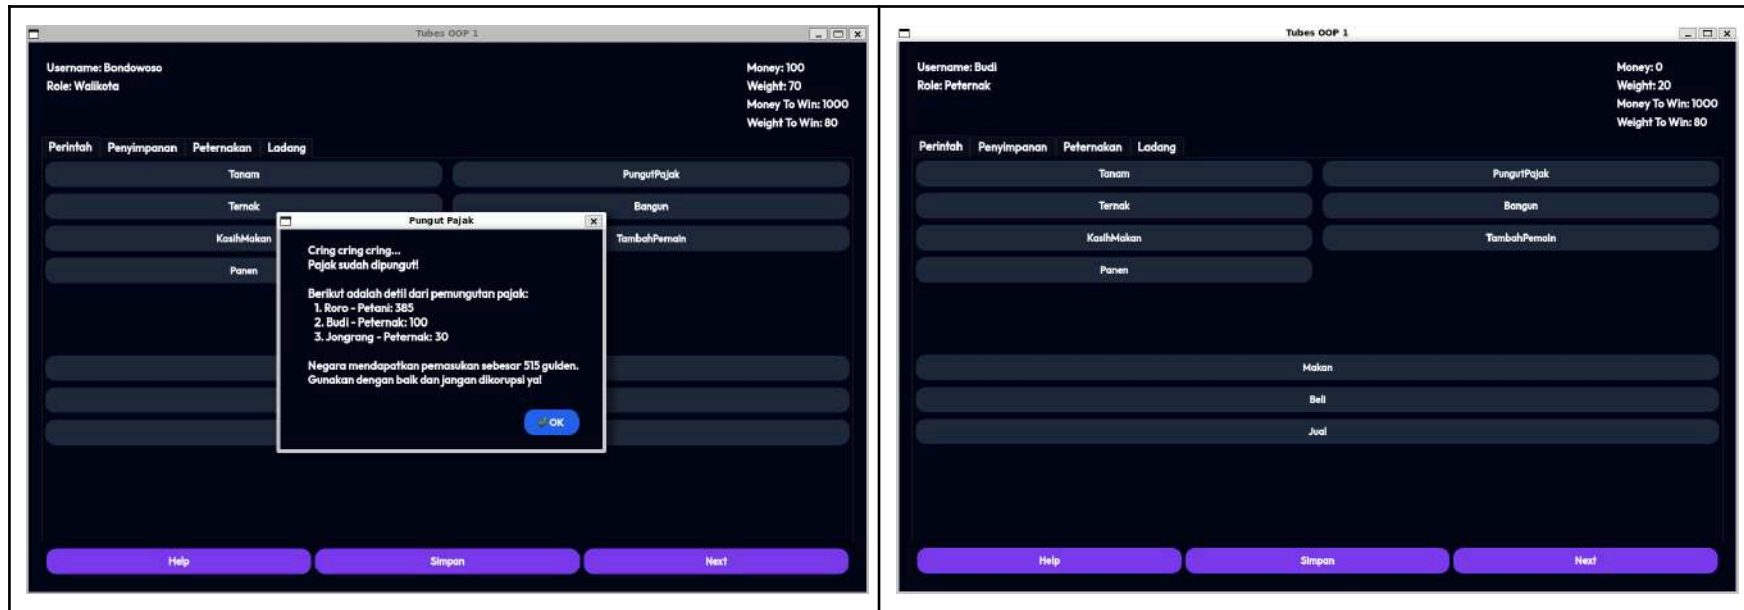 Tubes OOP 1
Username: Bondowoso
Role: Walikota
Money: 100
Weight: 70
Money To Win: 1000
Weight To Win: 80
Perintah Penyimpanan Peternakan Ladang
Tanam PungutPajak
Ternak Bangun
KasihMakan TambahPemain
Panen
Pungut Pajak
Cring cring cring...
Pajak sudah dipungut!
Berikut adalah detil dari pemungutan pajak:
1. Roro - Petani: 385
2. Budi - Peternak: 100
3. Jongrang - Peternak: 30
Negara mendapatkan pemasukan sebesar 515 gulden.
Gunakan dengan baik dan jangan dikorupsi ya!
OK
Help Simpan Next
Tubes OOP 1
Username: Budi
Role: Peternak
Money: 0
Weight: 20
Money To Win: 1000
Weight To Win: 80
Perintah Penyimpanan Peternakan Ladang
Tanam PungutPajak
Ternak Bangun
KasihMakan TambahPemain
Panen
Makan
Beli
Jual
Help Simpan Next